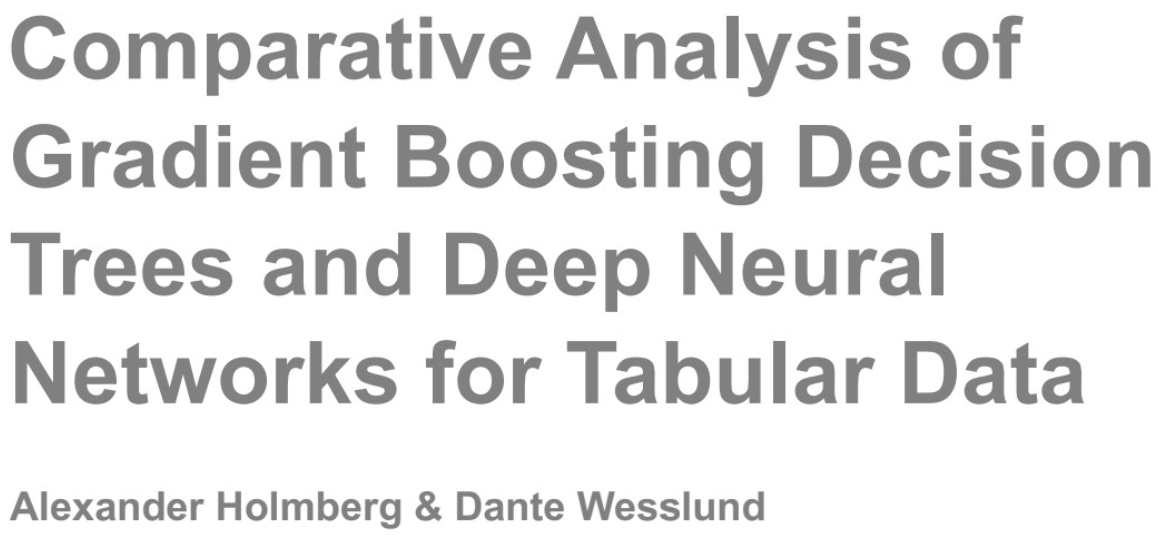 Comparative Analysis of
Gradient Boosting Decision
Trees and Deep Neural
Networks for Tabular Data
Alexander Holmberg & Dante Wesslund